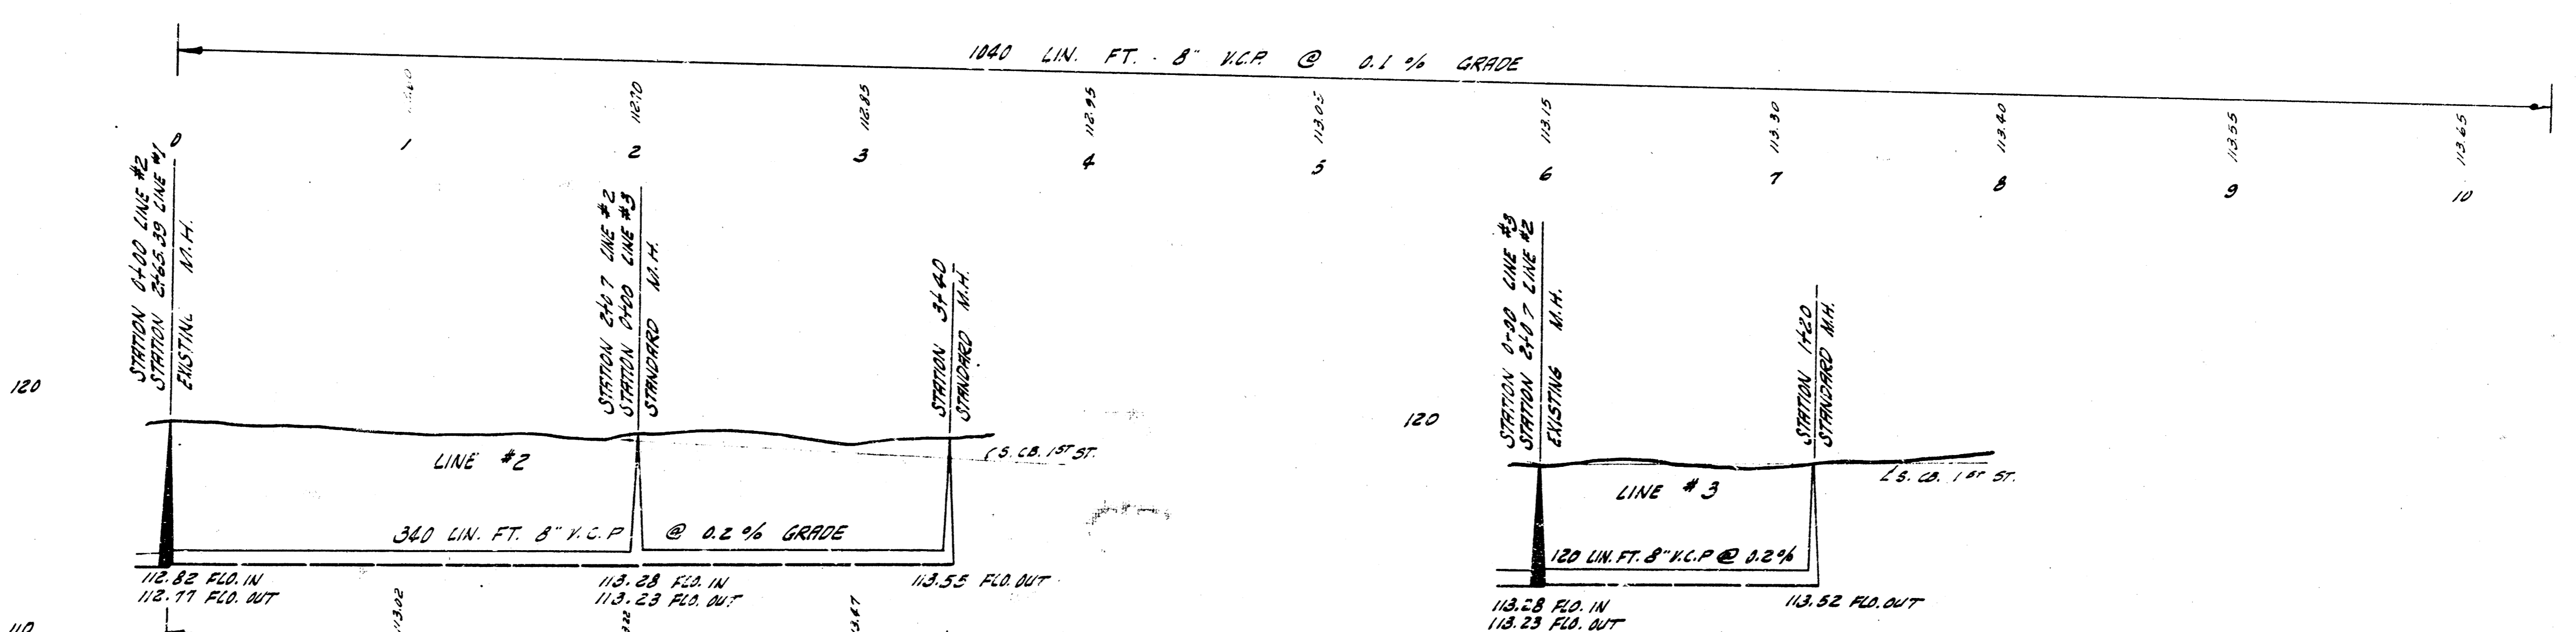 1040 LIN. FT. 8" V.C.P. @ 0.1 % GRADE
112.70
112.85
112.95
113.05
113.15
113.30
113.40
113.55
113.65
0
1
2
3
4
5
6
7
8
9
10
STATION 0+00 LINE #2
STATION 2+65.39 LINE #1
EXISTING M.H.
STATION 2+07 LINE #2
STATION 0+00 LINE #3
STANDARD M.H.
STATION 3+40
STANDARD M.H.
STATION 0+00 LINE #3
STATION 2+07 LINE #2
EXISTING M.H.
STATION 1+20
STANDARD M.H.
120
120
LINE #2
S. CB. 1ST ST.
LINE #3
S. CB. 1ST ST.
340 LIN. FT. 8" V.C.P @ 0.2 % GRADE
120 LIN. FT. 8" V.C.P @ 0.2%
112.82 FLO. IN
112.77 FLO. OUT
113.28 FLO. IN
113.23 FLO. OUT
113.55 FLO. OUT
113.28 FLO. IN
113.23 FLO. OUT
113.52 FLO. OUT
113.02
110